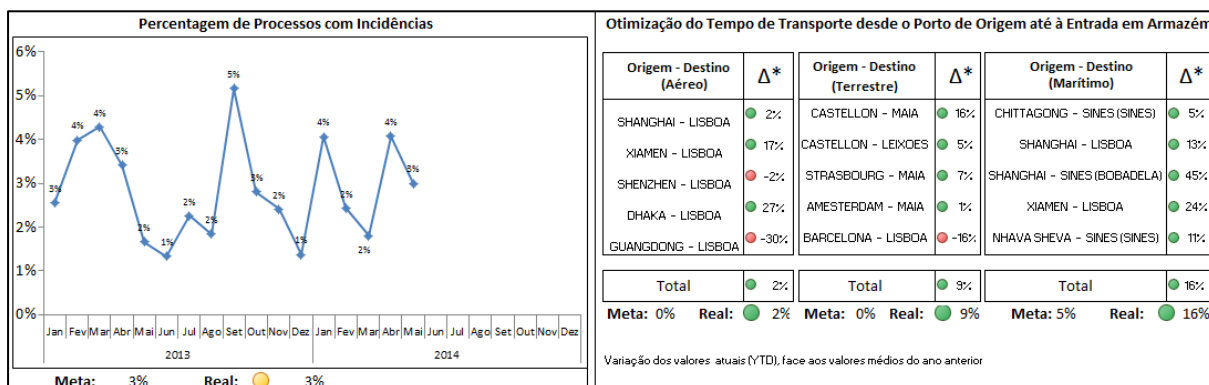 Percentagem de Processos com Incidências
6%
5%
4%
3%
2%
1%
0%
3%
4%
4%
3%
2%
1%
2%
2%
5%
3%
2%
1%
4%
2%
2%
4%
3%
Jan Fev Mar Abr Mai Jun Jul Ago Set Out Nov Dez Jan Fev Mar Abr Mai Jun Jul Ago Set Out Nov Dez
2013 2014
Meta: 3% Real: 3%
Otimização do Tempo de Transporte desde o Porto de Origem até à Entrada em Armazém
Origem - Destino (Aéreo) Δ*
SHANGHAI - LISBOA 2%
XIAMEN - LISBOA 17%
SHENZHEN - LISBOA -2%
DHAKA - LISBOA 27%
GUANGDONG - LISBOA -30%
Total 2%
Meta: 0% Real: 2%
Origem - Destino (Terrestre) Δ*
CASTELLON - MAIA 16%
CASTELLON - LEIXOES 5%
STRASBOURG - MAIA 7%
AMESTERDAM - MAIA 1%
BARCELONA - LISBOA -16%
Total 9%
Meta: 0% Real: 9%
Origem - Destino (Marítimo) Δ*
CHITTAGONG - SINES (SINES) 5%
SHANGHAI - LISBOA 13%
SHANGHAI - SINES (BOBADELA) 45%
XIAMEN - LISBOA 24%
NHAVA SHEVA - SINES (SINES) 11%
Total 16%
Meta: 5% Real: 16%
Variação dos valores atuais (YTD), face aos valores médios do ano anterior